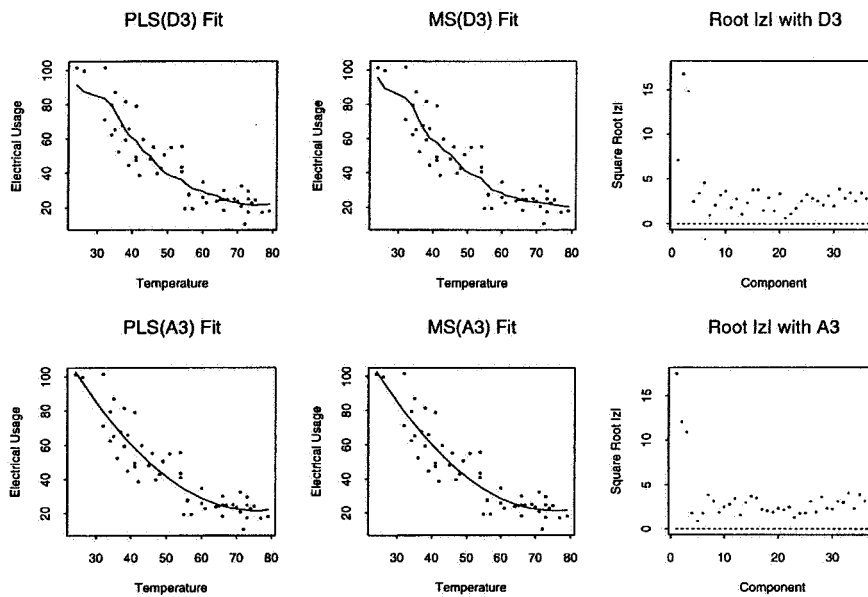 PLS(D3) Fit
MS(D3) Fit
Root |z| with D3
Electrical Usage
100
80
60
40
20
30 40 50 60 70 80
Temperature
Electrical Usage
100
80
60
40
20
30 40 50 60 70 80
Temperature
Square Root |z|
15
10
5
0
0 10 20 30
Component
PLS(A3) Fit
MS(A3) Fit
Root |z| with A3
Electrical Usage
100
80
60
40
20
30 40 50 60 70 80
Temperature
Electrical Usage
100
80
60
40
20
30 40 50 60 70 80
Temperature
Square Root |z|
15
10
5
0
0 10 20 30
Component